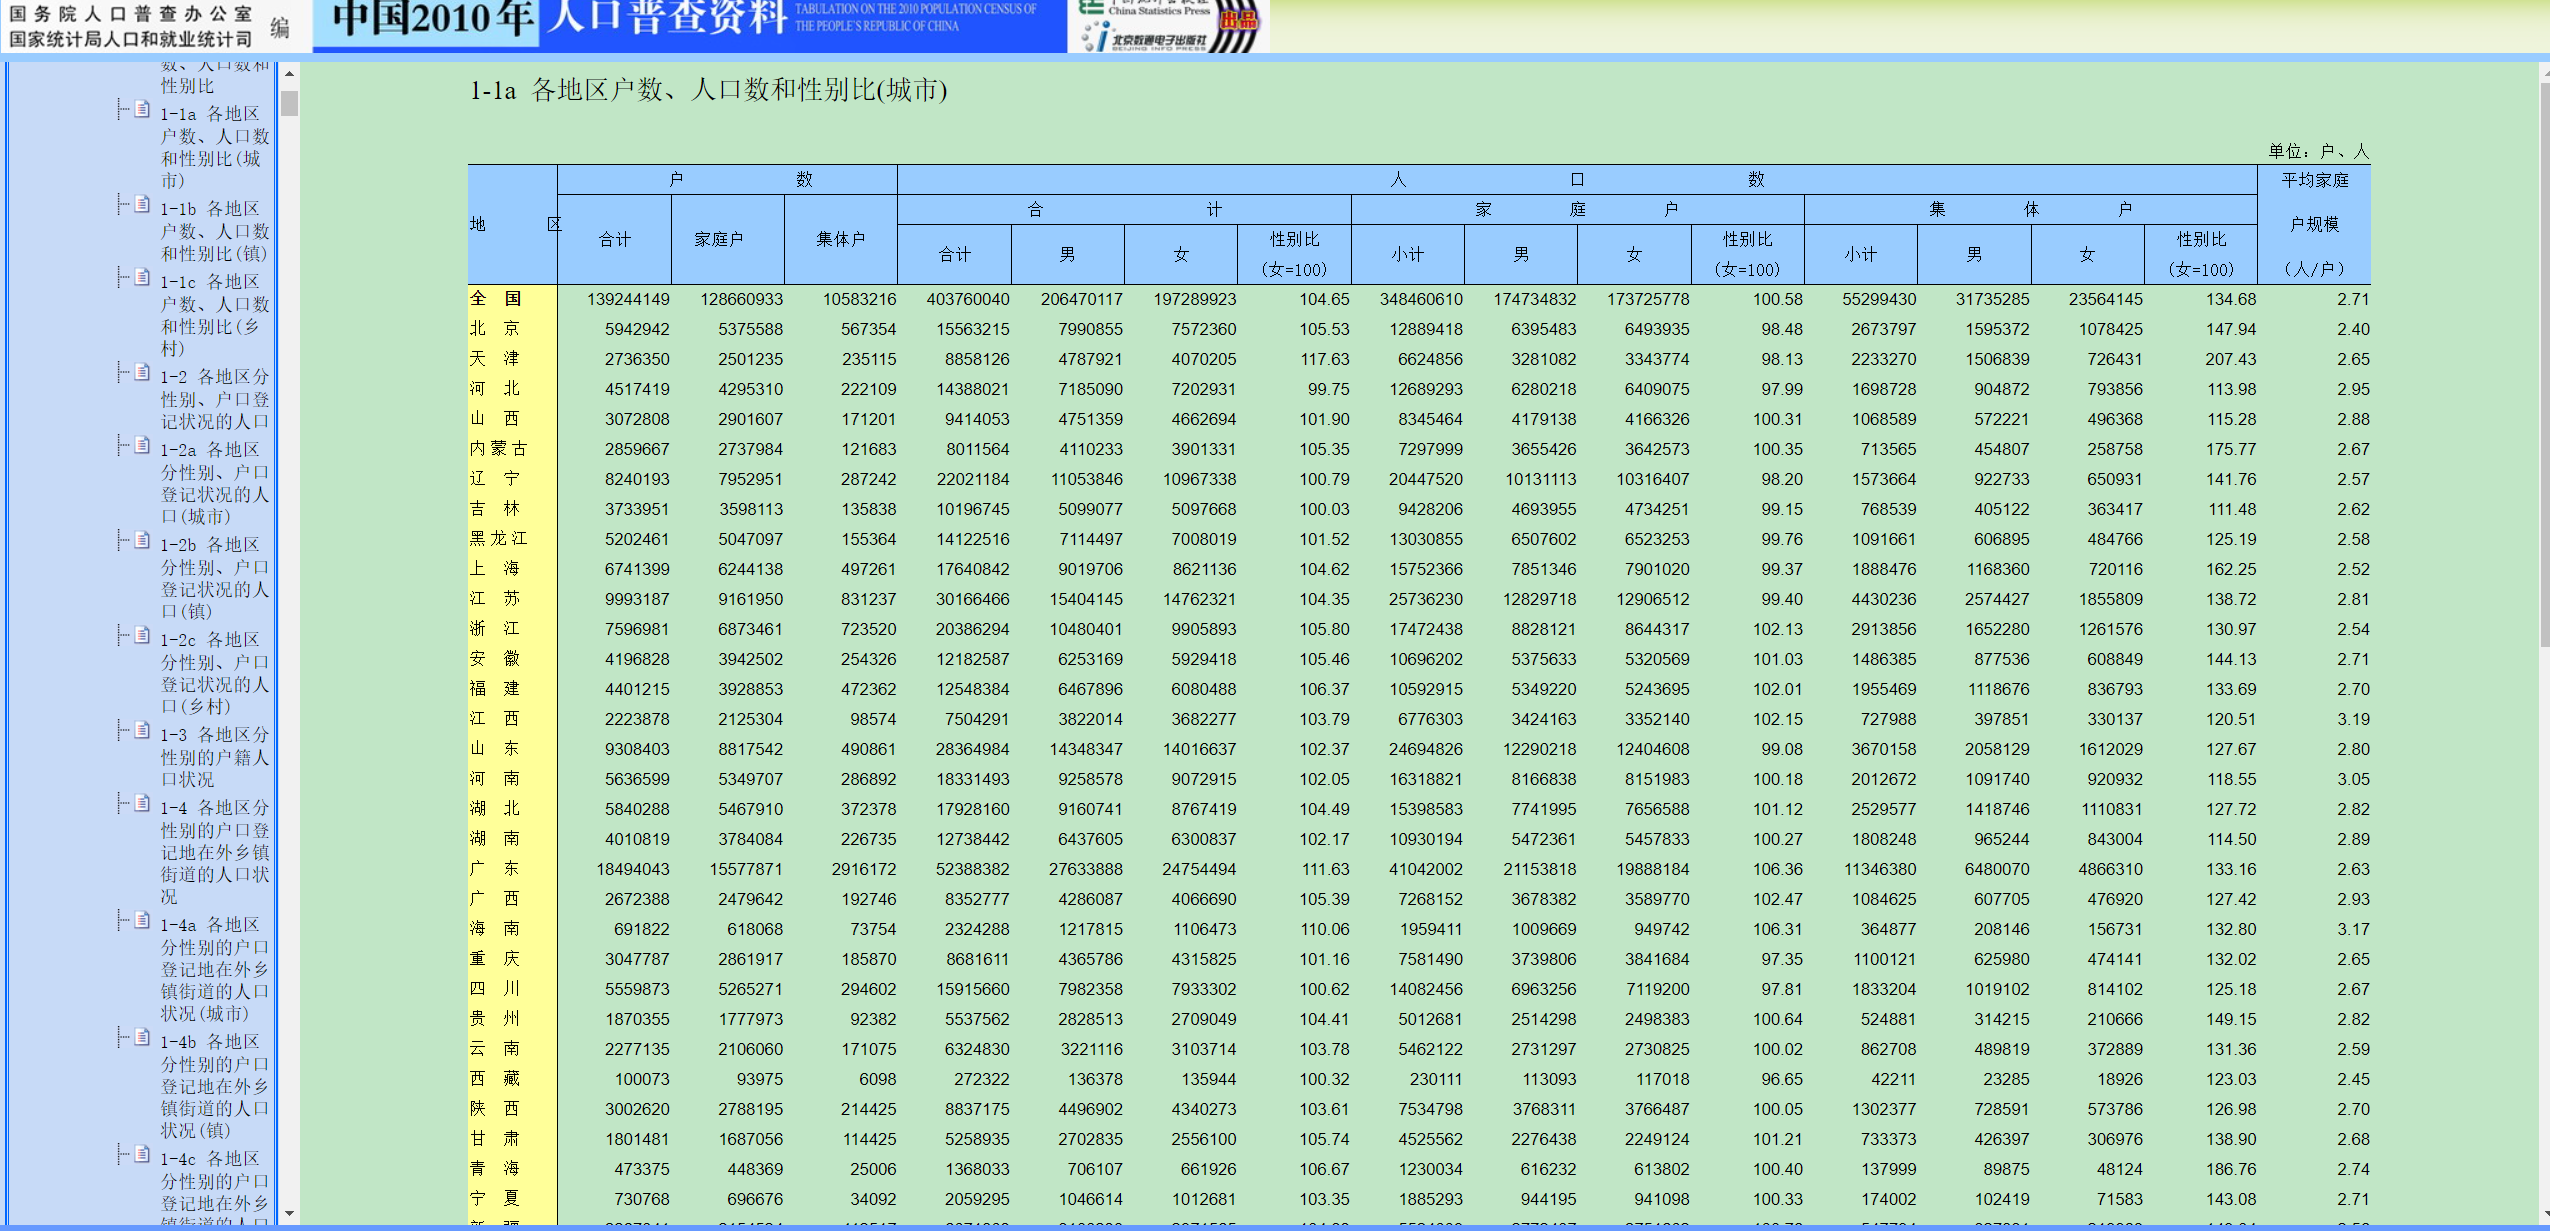 国务院人口普查办公室
国家统计局人口和就业统计司
编
中国2010年
人口普查资料
TABULATION ON THE 2010 POPULATION CENSUS OF
THE PEOPLE'S REPUBLIC OF CHINA
China Statistics Press
北京数通电子出版社
BEIJING INFO PRESS
出品
数、人口数和
性别比
1-1a 各地区
户数、人口数
和性别比(城
市)
1-1b 各地区
户数、人口数
和性别比(镇)
1-1c 各地区
户数、人口数
和性别比(乡
村)
1-2 各地区分
性别、户口登
记状况的人口
1-2a 各地区
分性别、户口
登记状况的人
口(城市)
1-2b 各地区
分性别、户口
登记状况的人
口(镇)
1-2c 各地区
分性别、户口
登记状况的人
口(乡村)
1-3 各地区分
性别的户籍人
口状况
1-4 各地区分
性别的户口登
记地在外乡镇
街道的人口状
况
1-4a 各地区
分性别的户口
登记地在外乡
镇街道的人口
状况(城市)
1-4b 各地区
分性别的户口
登记地在外乡
镇街道的人口
状况(镇)
1-4c 各地区
分性别的户口
登记地在外乡
镇街道的人口
1-1a 各地区户数、人口数和性别比(城市)
单位：户、人
地 区 户 数 人 口 数 平均家庭
户规模
(人/户)
合 计 家 庭 户 集 体 户
合计 家庭户 集体户
合计 男 女 性别比 小计 男 女 性别比 小计 男 女 性别比
(女=100) (女=100) (女=100)
全 国 139244149 128660933 10583216 403760040 206470117 197289923 104.65 348460610 174734832 173725778 100.58 55299430 31735285 23564145 134.68 2.71
北 京 5942942 5375588 567354 15563215 7990855 7572360 105.53 12889418 6395483 6493935 98.48 2673797 1595372 1078425 147.94 2.40
天 津 2736350 2501235 235115 8858126 4787921 4070205 117.63 6624856 3281082 3343774 98.13 2233270 1506839 726431 207.43 2.65
河 北 4517419 4295310 222109 14388021 7185090 7202931 99.75 12689293 6280218 6409075 97.99 1698728 904872 793856 113.98 2.95
山 西 3072808 2901607 171201 9414053 4751359 4662694 101.90 8345464 4179138 4166326 100.31 1068589 572221 496368 115.28 2.88
内蒙古 2859667 2737984 121683 8011564 4110233 3901331 105.35 7297999 3655426 3642573 100.35 713565 454807 258758 175.77 2.67
辽 宁 8240193 7952951 287242 22021184 11053846 10967338 100.79 20447520 10131113 10316407 98.20 1573664 922733 650931 141.76 2.57
吉 林 3733951 3598113 135838 10196745 5099077 5097668 100.03 9428206 4693955 4734251 99.15 768539 405122 363417 111.48 2.62
黑龙江 5202461 5047097 155364 14122516 7114497 7008019 101.52 13030855 6507602 6523253 99.76 1091661 606895 484766 125.19 2.58
上 海 6741399 6244138 497261 17640842 9019706 8621136 104.62 15752366 7851346 7901020 99.37 1888476 1168360 720116 162.25 2.52
江 苏 9993187 9161950 831237 30166466 15404145 14762321 104.35 25736230 12829718 12906512 99.40 4430236 2574427 1855809 138.72 2.81
浙 江 7596981 6873461 723520 20386294 10480401 9905893 105.80 17472438 8828121 8644317 102.13 2913856 1652280 1261576 130.97 2.54
安 徽 4196828 3942502 254326 12182587 6253169 5929418 105.46 10696202 5375633 5320569 101.03 1486385 877536 608849 144.13 2.71
福 建 4401215 3928853 472362 12548384 6467896 6080488 106.37 10592915 5349220 5243695 102.01 1955469 1118676 836793 133.69 2.70
江 西 2223878 2125304 98574 7504291 3822014 3682277 103.79 6776303 3424163 3352140 102.15 727988 397851 330137 120.51 3.19
山 东 9308403 8817542 490861 28364984 14348347 14016637 102.37 24694826 12290218 12404608 99.08 3670158 2058129 1612029 127.67 2.80
河 南 5636599 5349707 286892 18331493 9258578 9072915 102.05 16318821 8166838 8151983 100.18 2012672 1091740 920932 118.55 3.05
湖 北 5840288 5467910 372378 17928160 9160741 8767419 104.49 15398583 7741995 7656588 101.12 2529577 1418746 1110831 127.72 2.82
湖 南 4010819 3784084 226735 12738442 6437605 6300837 102.17 10930194 5472361 5457833 100.27 1808248 965244 843004 114.50 2.89
广 东 18494043 15577871 2916172 52388382 27633888 24754494 111.63 41042002 21153818 19888184 106.36 11346380 6480070 4866310 133.16 2.63
广 西 2672388 2479642 192746 8352777 4286087 4066690 105.39 7268152 3678382 3589770 102.47 1084625 607705 476920 127.42 2.93
海 南 691822 618068 73754 2324288 1217815 1106473 110.06 1959411 1009669 949742 106.31 364877 208146 156731 132.80 3.17
重 庆 3047787 2861917 185870 8681611 4365786 4315825 101.16 7581490 3739806 3841684 97.35 1100121 625980 474141 132.02 2.65
四 川 5559873 5265271 294602 15915660 7982358 7933302 100.62 14082456 6963256 7119200 97.81 1833204 1019102 814102 125.18 2.67
贵 州 1870355 1777973 92382 5537562 2828513 2709049 104.41 5012681 2514298 2498383 100.64 524881 314215 210666 149.15 2.82
云 南 2277135 2106060 171075 6324830 3221116 3103714 103.78 5462122 2731297 2730825 100.02 862708 489819 372889 131.36 2.59
西 藏 100073 93975 6098 272322 136378 135944 100.32 230111 113093 117018 96.65 42211 23285 18926 123.03 2.45
陕 西 3002620 2788195 214425 8837175 4496902 4340273 103.61 7534798 3768311 3766487 100.05 1302377 728591 573786 126.98 2.70
甘 肃 1801481 1687056 114425 5258935 2702835 2556100 105.74 4525562 2276438 2249124 101.21 733373 426397 306976 138.90 2.68
青 海 473375 448369 25006 1368033 706107 661926 106.67 1230034 616232 613802 100.40 137999 89875 48124 186.76 2.74
宁 夏 730768 696676 34092 2059295 1046614 1012681 103.35 1885293 944195 941098 100.33 174002 102419 71583 143.08 2.71